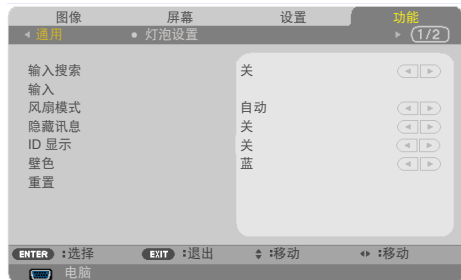 图像 屏幕 设置 功能
通用 灯泡设置 (1/2)
输入搜索 关
输入
风扇模式 自动
隐藏讯息 关
ID 显示 关
壁色 蓝
重置
ENTER :选择 EXIT :退出 :移动 :移动
电脑